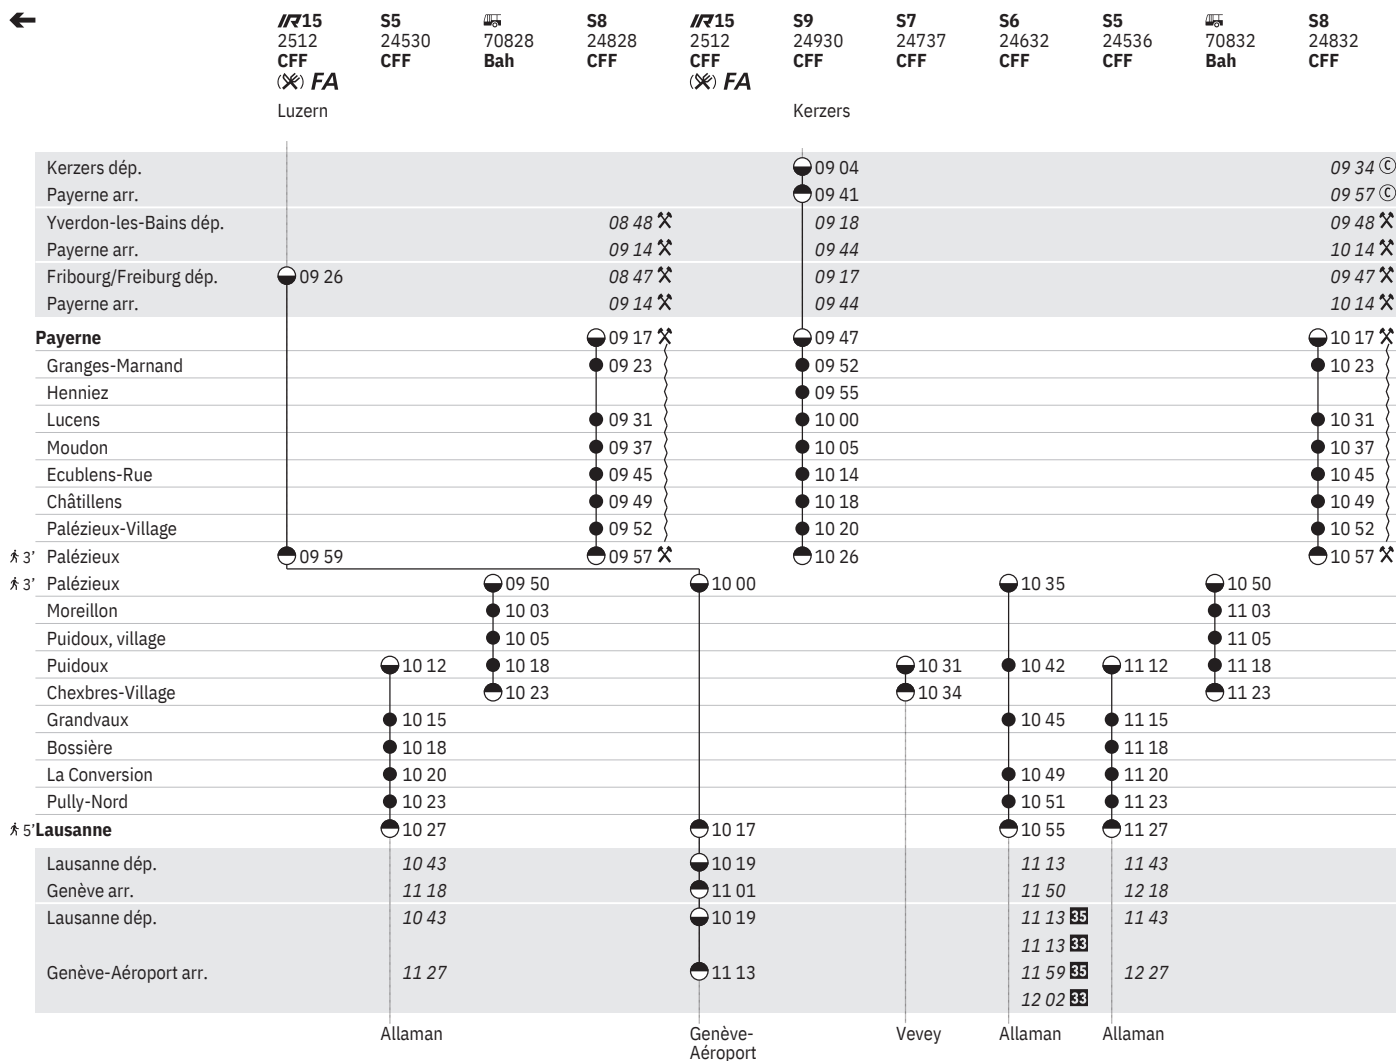 IR15 S5 S8 IR15 S9 S7 S6 S5 S8
2512 24530 70828 24828 2512 24930 24737 24632 24536 70832 24832
CFF CFF Bah CFF CFF CFF CFF CFF CFF Bah CFF
FA FA
Luzern Kerzers
Kerzers dép. 09 04 09 34 C
Payerne arr. 09 41 09 57 C
Yverdon-les-Bains dép. 08 48 09 18 09 48
Payerne arr. 09 14 09 44 10 14
Fribourg/Freiburg dép. 09 26 08 47 09 17 09 47
Payerne arr. 09 14 09 44 10 14
Payerne 09 17 09 47 10 17
Granges-Marnand 09 23 09 52 10 23
Henniez 09 55
Lucens 09 31 10 00 10 31
Moudon 09 37 10 05 10 37
Ecublens-Rue 09 45 10 14 10 45
Châtillens 09 49 10 18 10 49
Palézieux-Village 09 52 10 20 10 52
3' Palézieux 09 59 09 57 10 26 10 57
3' Palézieux 09 50 10 00 10 35 10 50
Moreillon 10 03 11 03
Puidoux, village 10 05 11 05
Puidoux 10 12 10 18 10 31 10 42 11 12 11 18
Chexbres-Village 10 23 10 34 11 23
Grandvaux 10 15 10 45 11 15
Bossière 10 18 11 18
La Conversion 10 20 10 49 11 20
Pully-Nord 10 23 10 51 11 23
5' Lausanne 10 27 10 17 10 55 11 27
Lausanne dép. 10 43 10 19 11 13 11 43
Genève arr. 11 18 11 01 11 50 12 18
Lausanne dép. 10 43 10 19 11 13 35 11 43
11 13 33
Genève-Aéroport arr. 11 27 11 13 11 59 35 12 27
12 02 33
Allaman Genève- Vevey Allaman Allaman
Aéroport